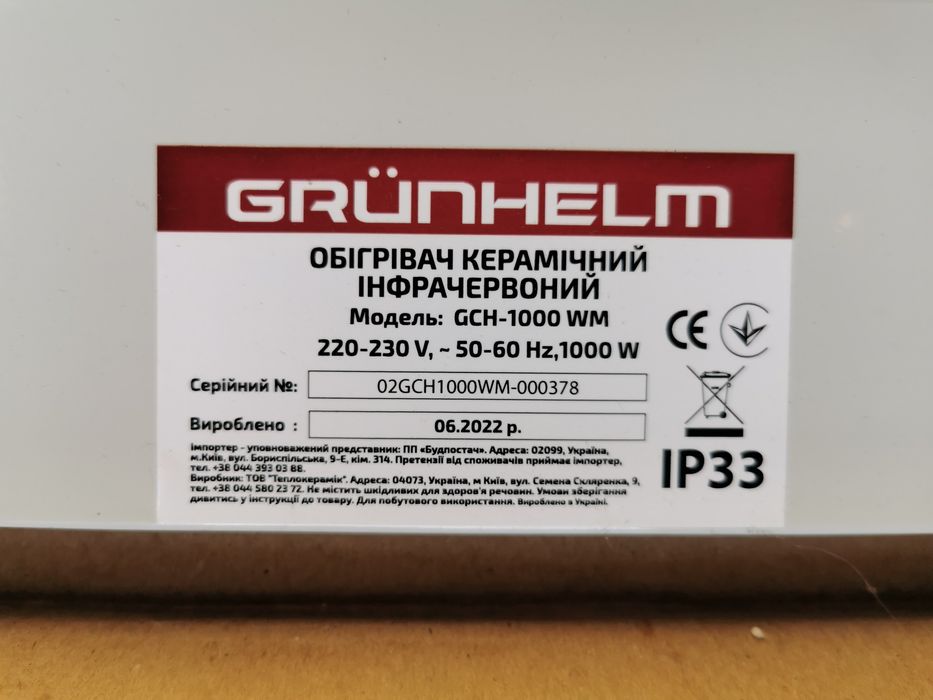 GRÜNHELM
ОБІГРІВАЧ КЕРАМІЧНИЙ
ІНФРАЧЕРВОНИЙ
Модель: GCH-1000 WM
220-230 V, ~ 50-60 Hz,1000 W
CE
Серійний №: 02GCH1000WM-000378
Вироблено : 06.2022 р.
Імпортер - уповноважений представник: ПП «Будпостач». Адреса: 02099, Україна,
м.Київ, вул. Бориспільська, 9-Е, кім. 314. Претензії від споживачів приймає імпортер,
тел. +38 044 393 03 88.
Виробник: ТОВ "Теплокерамік". Адреса: 04073, Україна, м Київ, вул. Семена Скляренка, 9,
тел. +38 044 580 23 72. Не містить шкідливих для здоров'я речовин. Умови зберігання
дивитись у інструкції до товару. Для побутового використання. Вироблено в Україні.
IP33